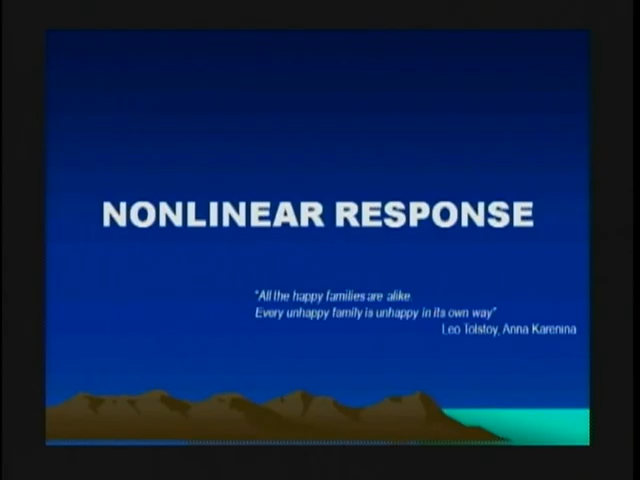 NONLINEAR RESPONSE
"All the happy families are alike.
Every unhappy family is unhappy in its own way"
Leo Tolstoy, Anna Karenina